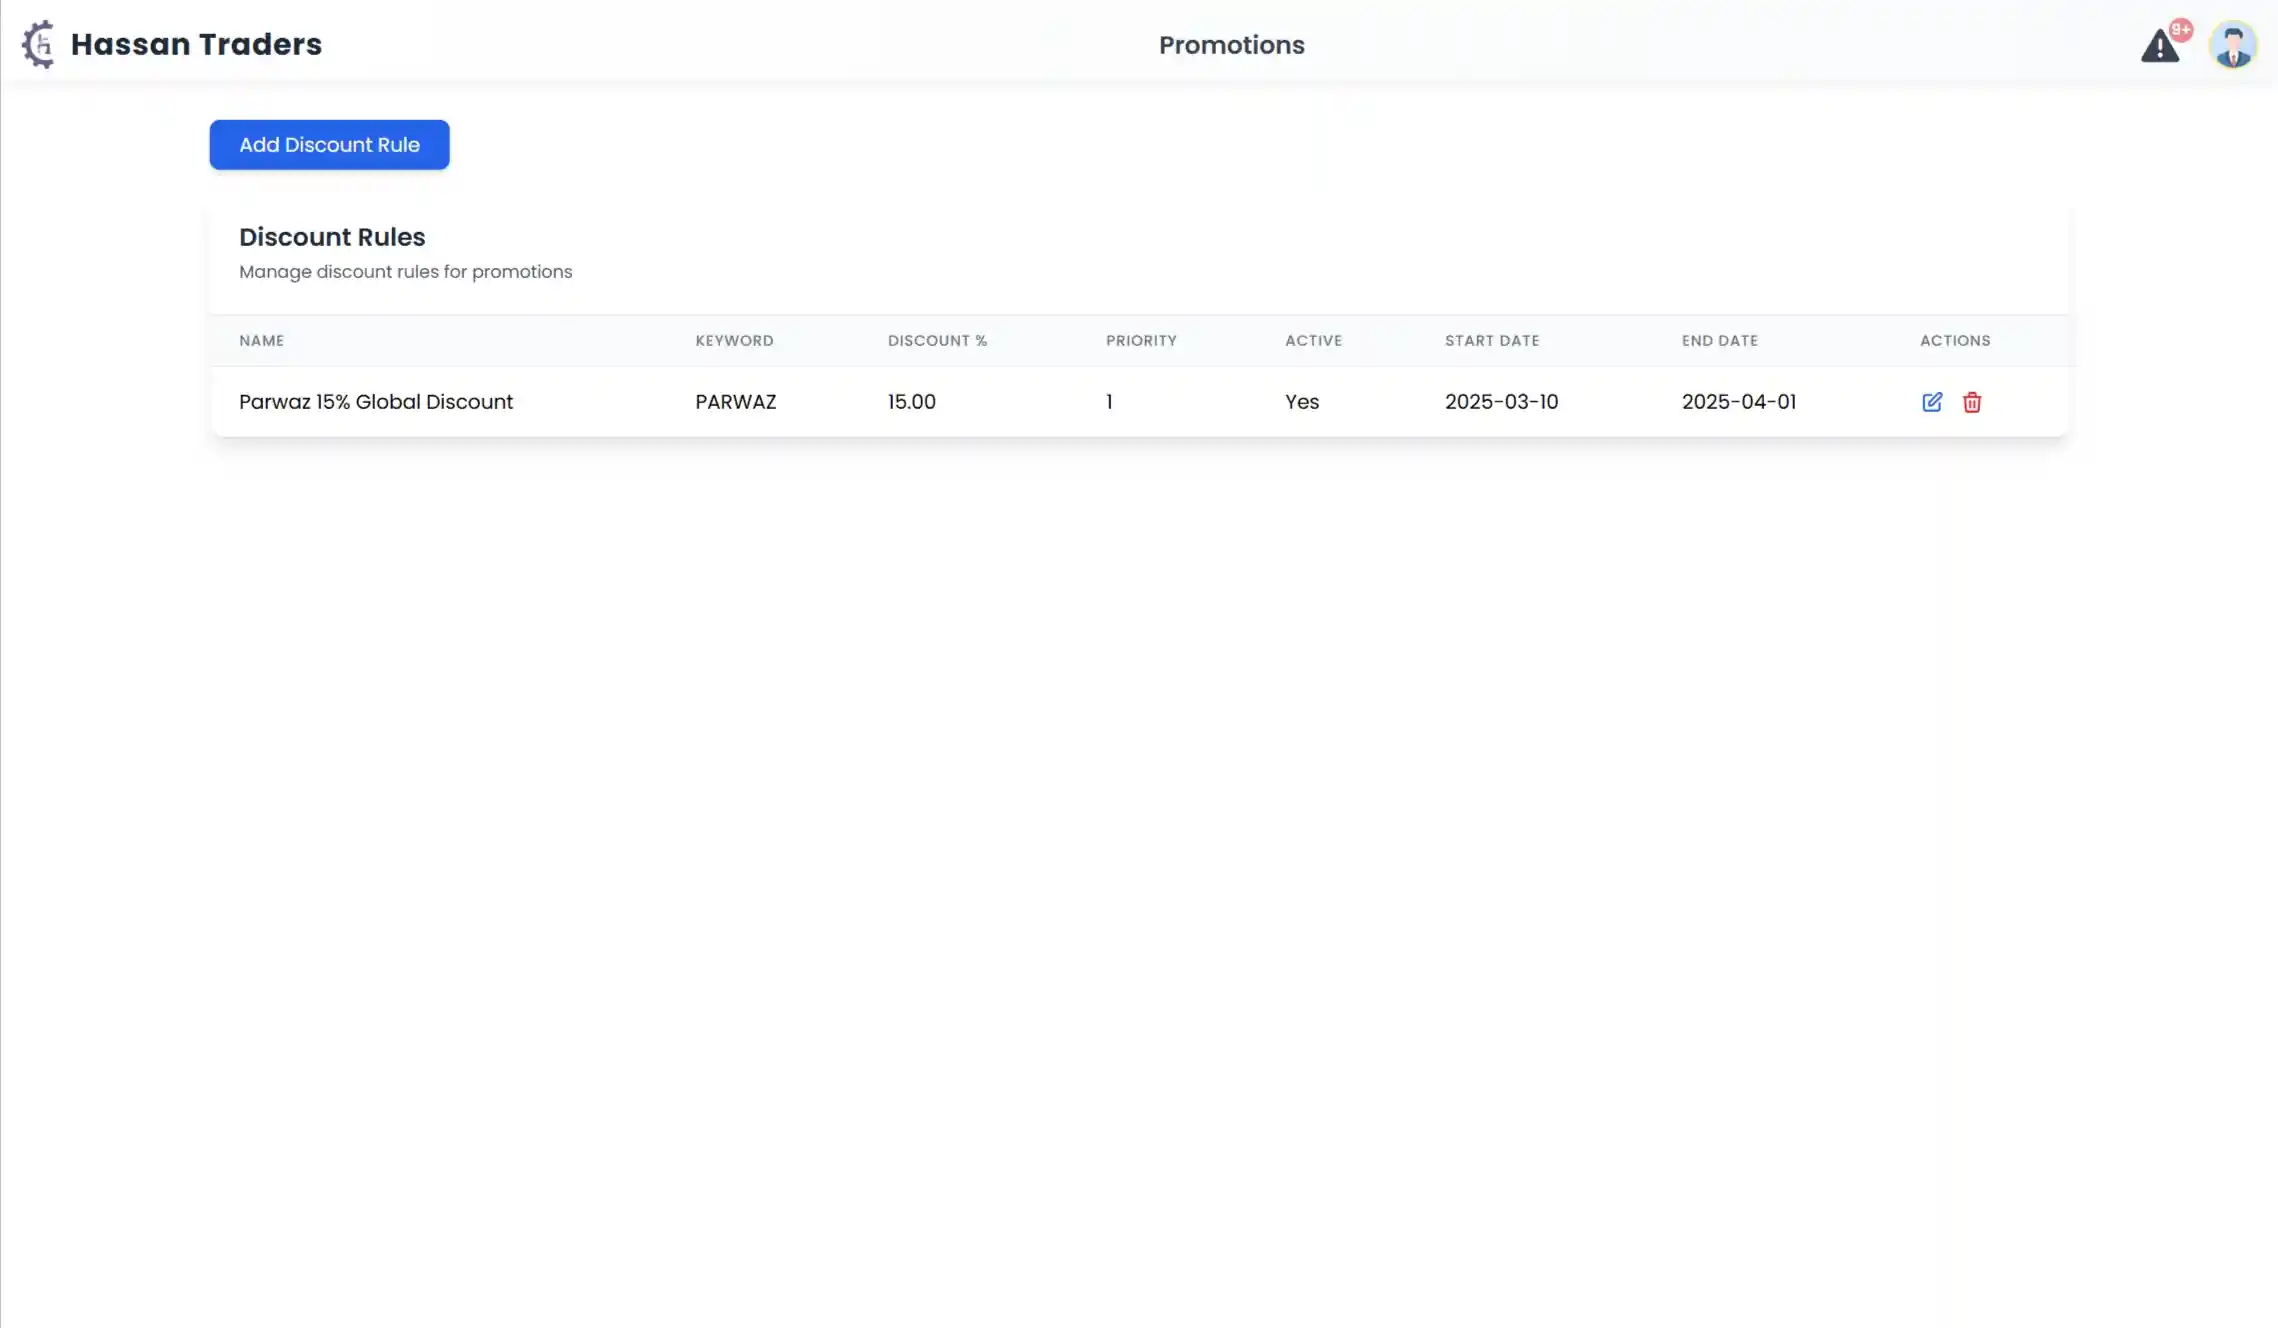 Hassan Traders
Promotions
9+
Add Discount Rule
Discount Rules
Manage discount rules for promotions
NAME KEYWORD DISCOUNT % PRIORITY ACTIVE START DATE END DATE ACTIONS
Parwaz 15% Global Discount PARWAZ 15.00 1 Yes 2025-03-10 2025-04-01